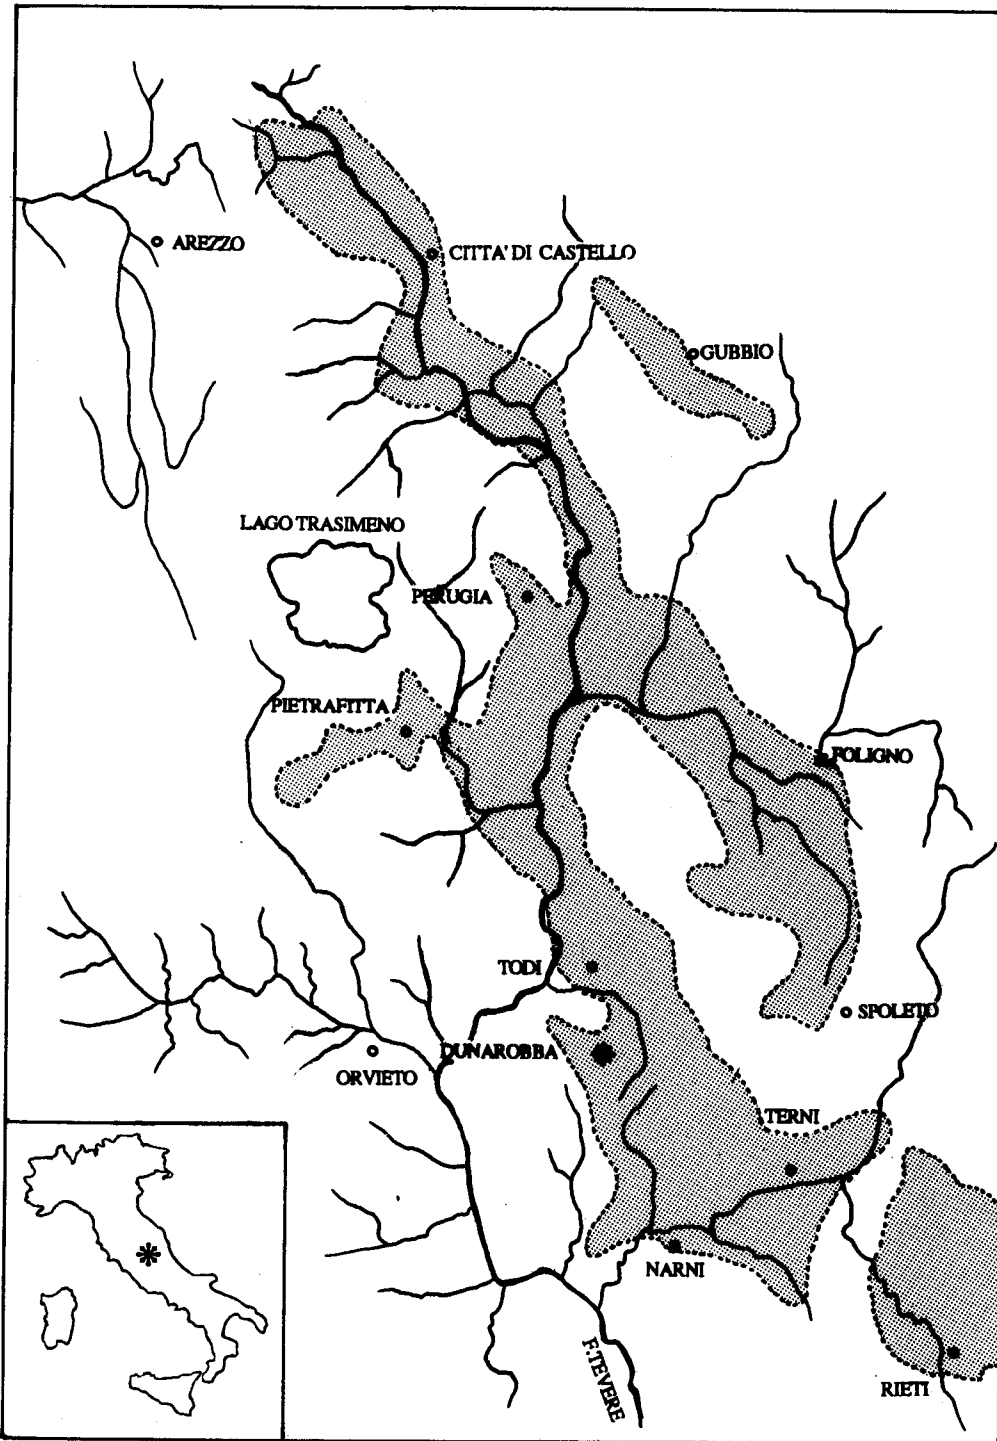 AREZZO
CITTA' DI CASTELLO
GUBBIO
LAGO TRASIMENO
PERUGIA
PIETRAFITTA
FOLIGNO
TODI
SPOLETO
DUNAROBBA
ORVIETO
TERNI
NARNI
F. TEVERE
RIETI